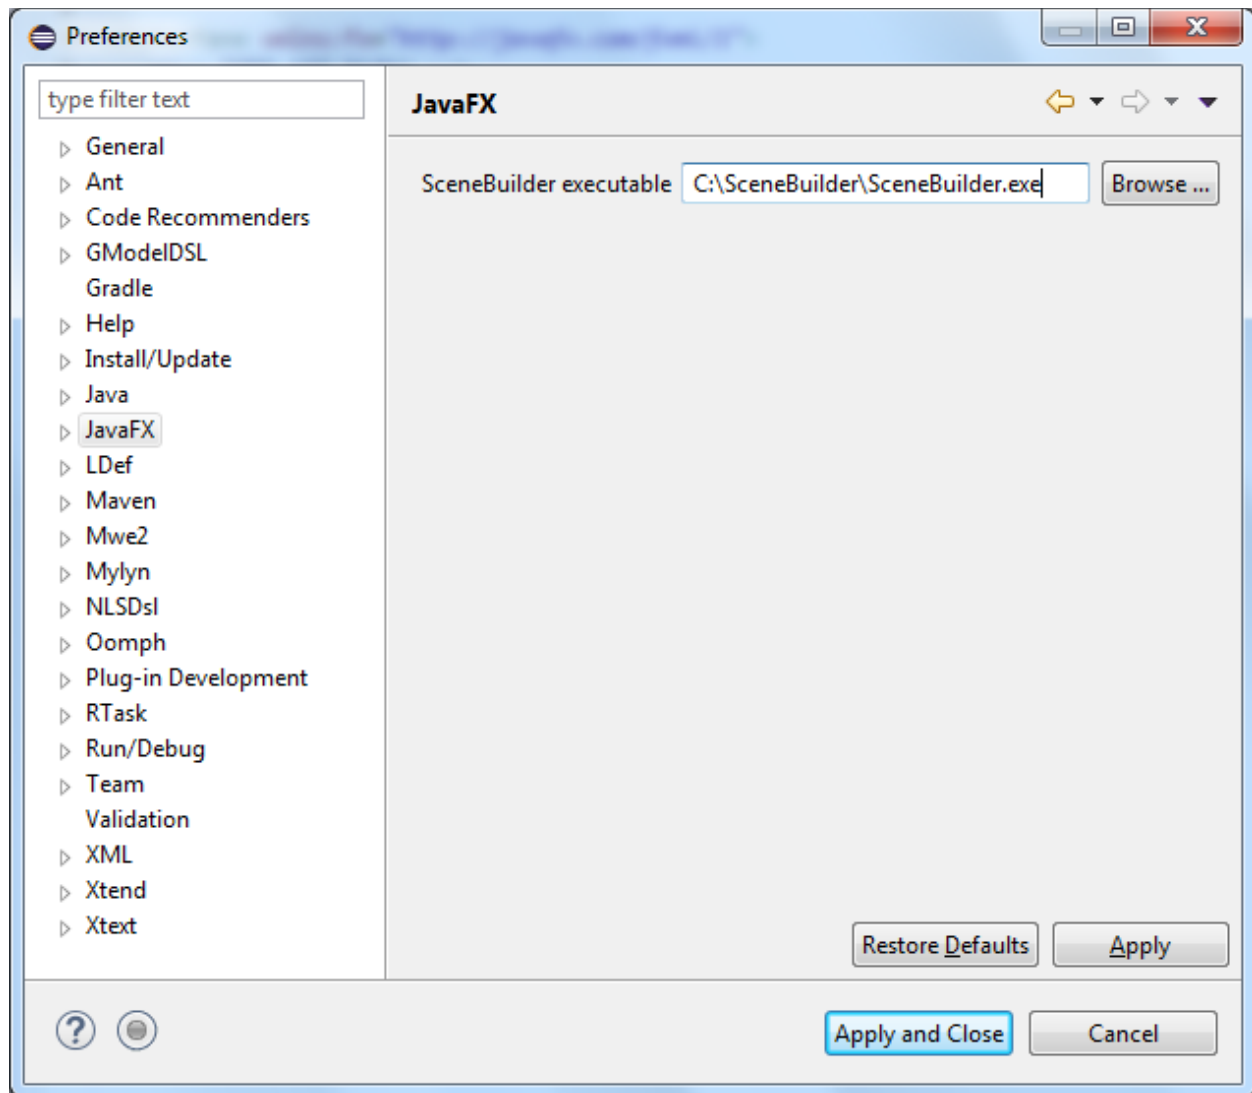 Preferences
type filter text
General
Ant
Code Recommenders
GModelDSL
Gradle
Help
Install/Update
Java
JavaFX
LDef
Maven
Mwe2
Mylyn
NLSDsl
Oomph
Plug-in Development
RTask
Run/Debug
Team
Validation
XML
Xtend
Xtext
JavaFX
SceneBuilder executable C:\SceneBuilder\SceneBuilder.exe Browse ...
Restore Defaults Apply
? Apply and Close Cancel